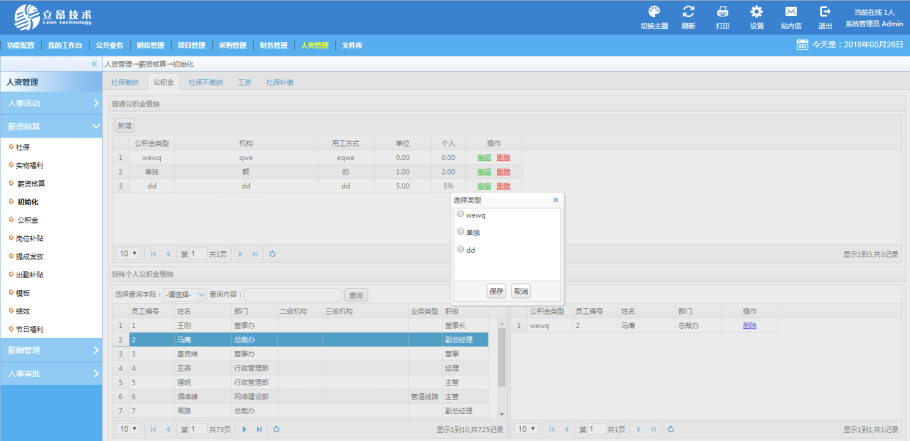 立昂技术
Leon technology
切换主题 刷新 打印 设置 站内信 退出
当前在线 1人
系统管理员 Admin
功能配置 我的工作台 公共业务 销售管理 项目管理 采购管理 财务管理 人资管理 文件库
今天是：2018年05月28日
人资管理
人事活动
薪资核算
社保
实物福利
薪资核算
初始化
公积金
岗位补贴
提成发放
出勤补贴
模板
绩效
节日福利
薪酬管理
人事审批
人资管理→薪资核算→初始化
社保缴纳 公积金 社保不缴纳 工资 社保补缴
普通公积金缴纳
新增
公积金类型 机构 用工方式 单位 个人 操作
1 wewq qwe eqwe 0.00 0.00 编辑 删除
2 单独 额 的 1.00 2.00 编辑 删除
3 dd dd dd 5.00 5% 编辑 删除
10 第 1 共1页
显示1到3,共3记录
选择类型
wewq
单独
dd
保存 取消
特殊个人公积金缴纳
选择查询字段： -请选择- 查询内容： 查询
员工编号 姓名 部门 二级机构 三级机构 业务类型 职级
1 1 王刚 董事办 董事长
2 2 马鹰 总裁办 副总经理
3 3 董事办 董事
4 4 王燕 行政管理部 经理
5 5 行政管理部 主管
6 6 网络建设部 管道线路 主管
7 7 周路 总裁办 副总经理
10 第 1 共73页
显示1到10,共725记录
公积金类型 员工编号 姓名 部门 操作
1 wewq 2 马鹰 总裁办 删除
10 第 1 共1页
显示1到1,共1记录